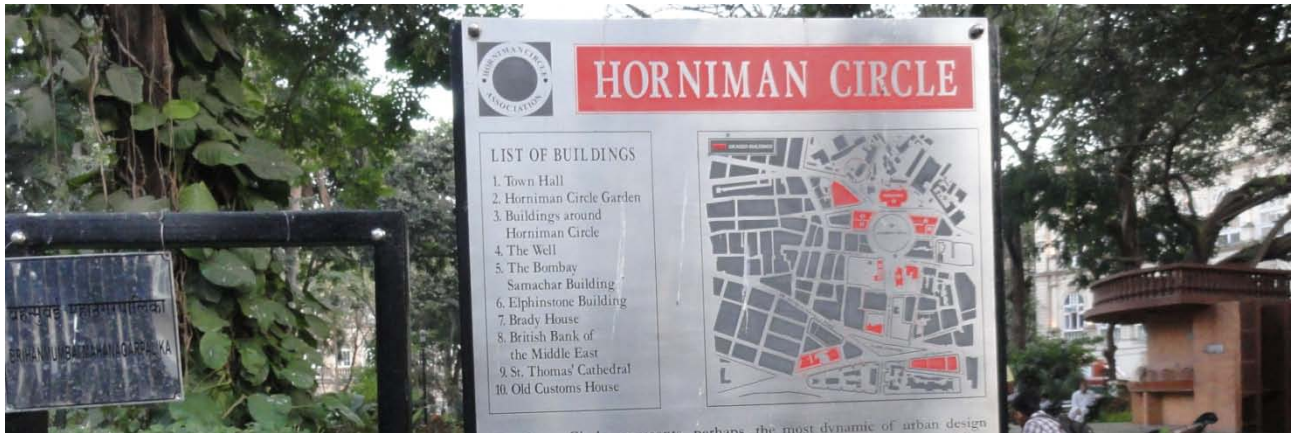 HORNIMAN CIRCLE
ASSOCIATION
HORNIMAN CIRCLE
LIST OF BUILDINGS
1. Town Hall
2. Horniman Circle Garden
3. Buildings around
Horniman Circle
4. The Well
5. The Bombay
Samachar Building
6. Elphinstone Building
7. Brady House
8. British Bank of
the Middle East
9. St. Thomas' Cathedral
10. Old Customs House
perhaps, the most dynamic of urban design
बृहन्मुंबई महानगरपालिका
BRIHANMUMBAI MAHANAGARPALIKA